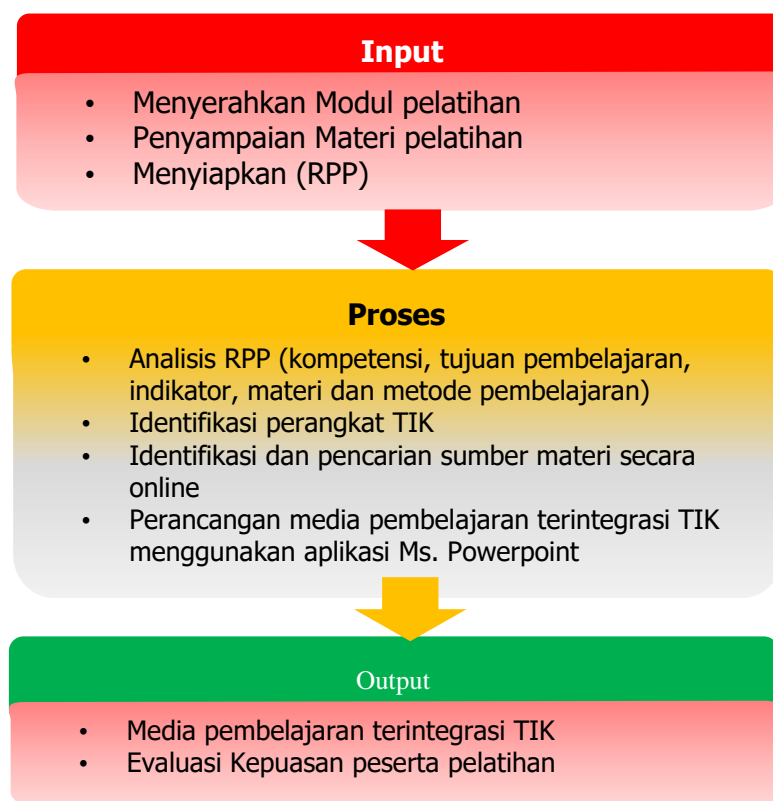 Input
• Menyerahkan Modul pelatihan
• Penyampaian Materi pelatihan
• Menyiapkan (RPP)
Proses
• Analisis RPP (kompetensi, tujuan pembelajaran,
indikator, materi dan metode pembelajaran)
• Identifikasi perangkat TIK
• Identifikasi dan pencarian sumber materi secara
online
• Perancangan media pembelajaran terintegrasi TIK
menggunakan aplikasi Ms. Powerpoint
Output
• Media pembelajaran terintegrasi TIK
• Evaluasi Kepuasan peserta pelatihan